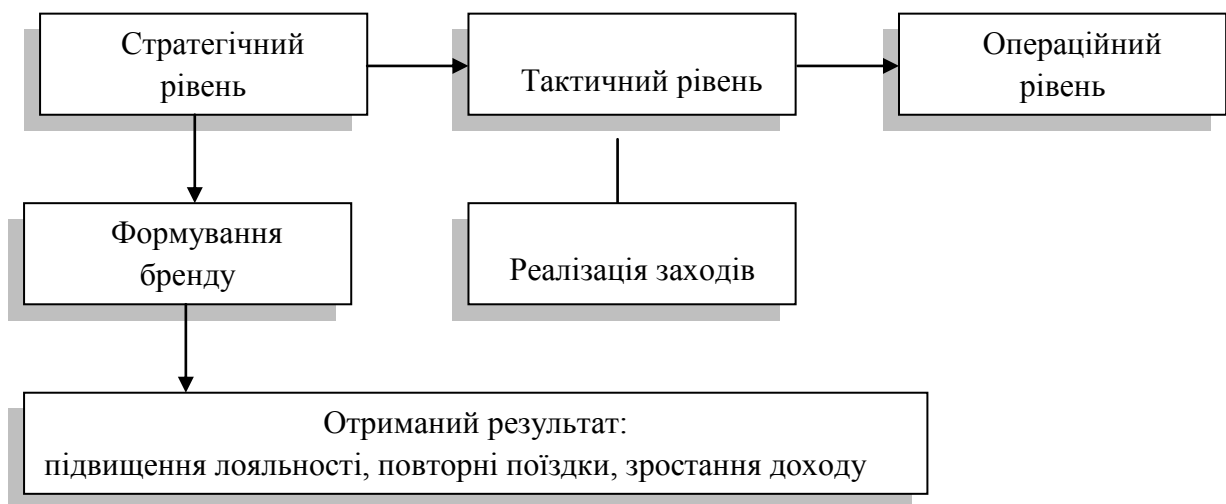 Стратегічний
рівень
Тактичний рівень
Операційний
рівень
Формування
бренду
Реалізація заходів
Отриманий результат:
підвищення лояльності, повторні поїздки, зростання доходу